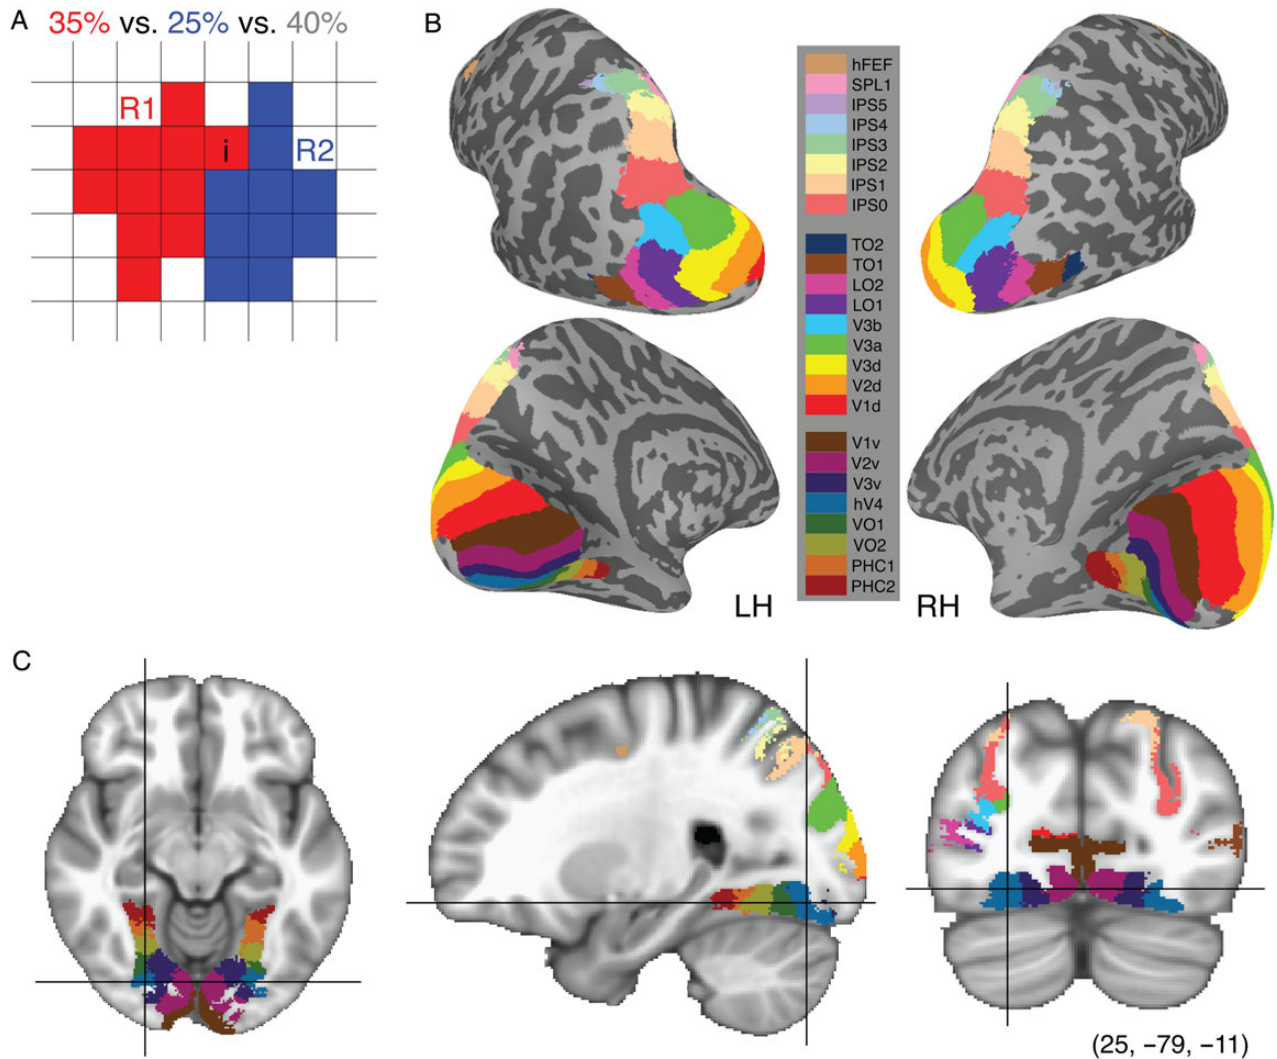 A
35% vs. 25% vs. 40%
R1
i
R2
B
hFEF
SPL1
IPS5
IPS4
IPS3
IPS2
IPS1
IPS0
TO2
TO1
LO2
LO1
V3b
V3a
V3d
V2d
V1d
V1v
V2v
V3v
hV4
VO1
VO2
PHC1
PHC2
LH
RH
C
(25, −79, −11)